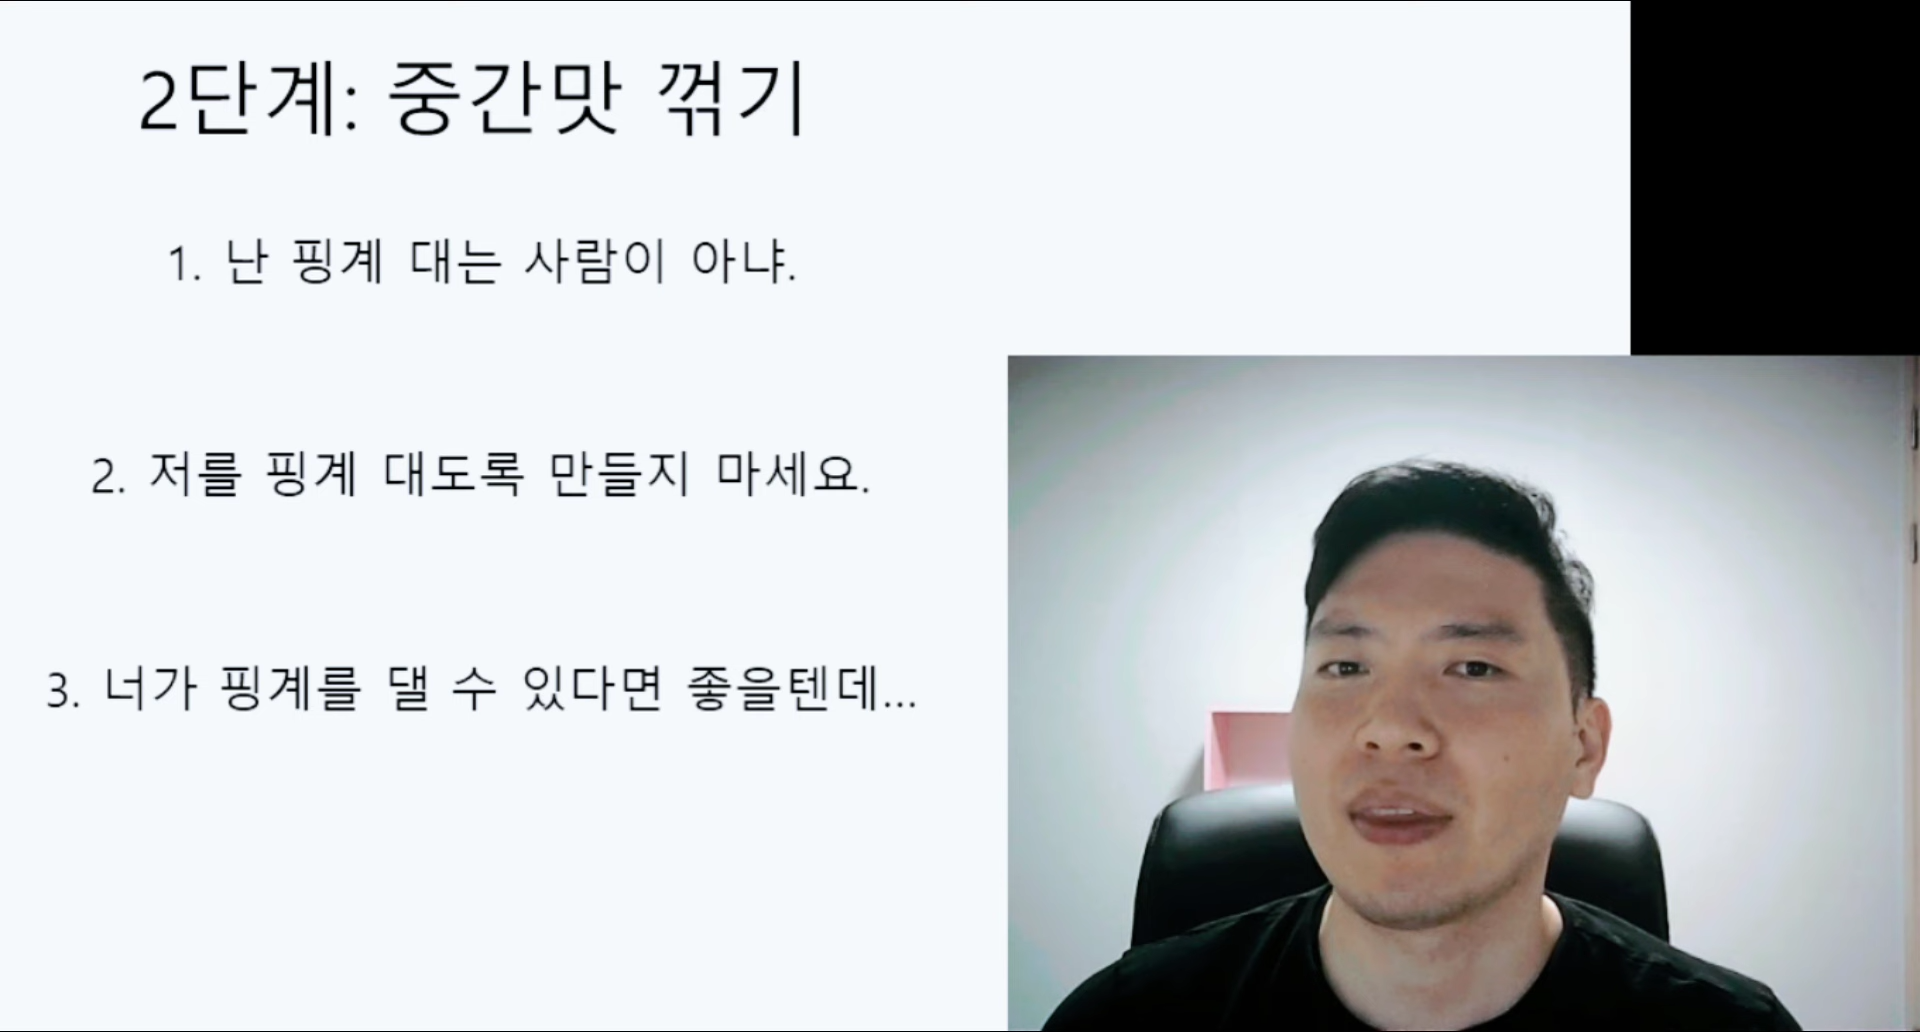 2단계: 중간맛 꺾기
1. 난 핑계 대는 사람이 아냐.
2. 저를 핑계 대도록 만들지 마세요.
3. 너가 핑계를 댈 수 있다면 좋을텐데...